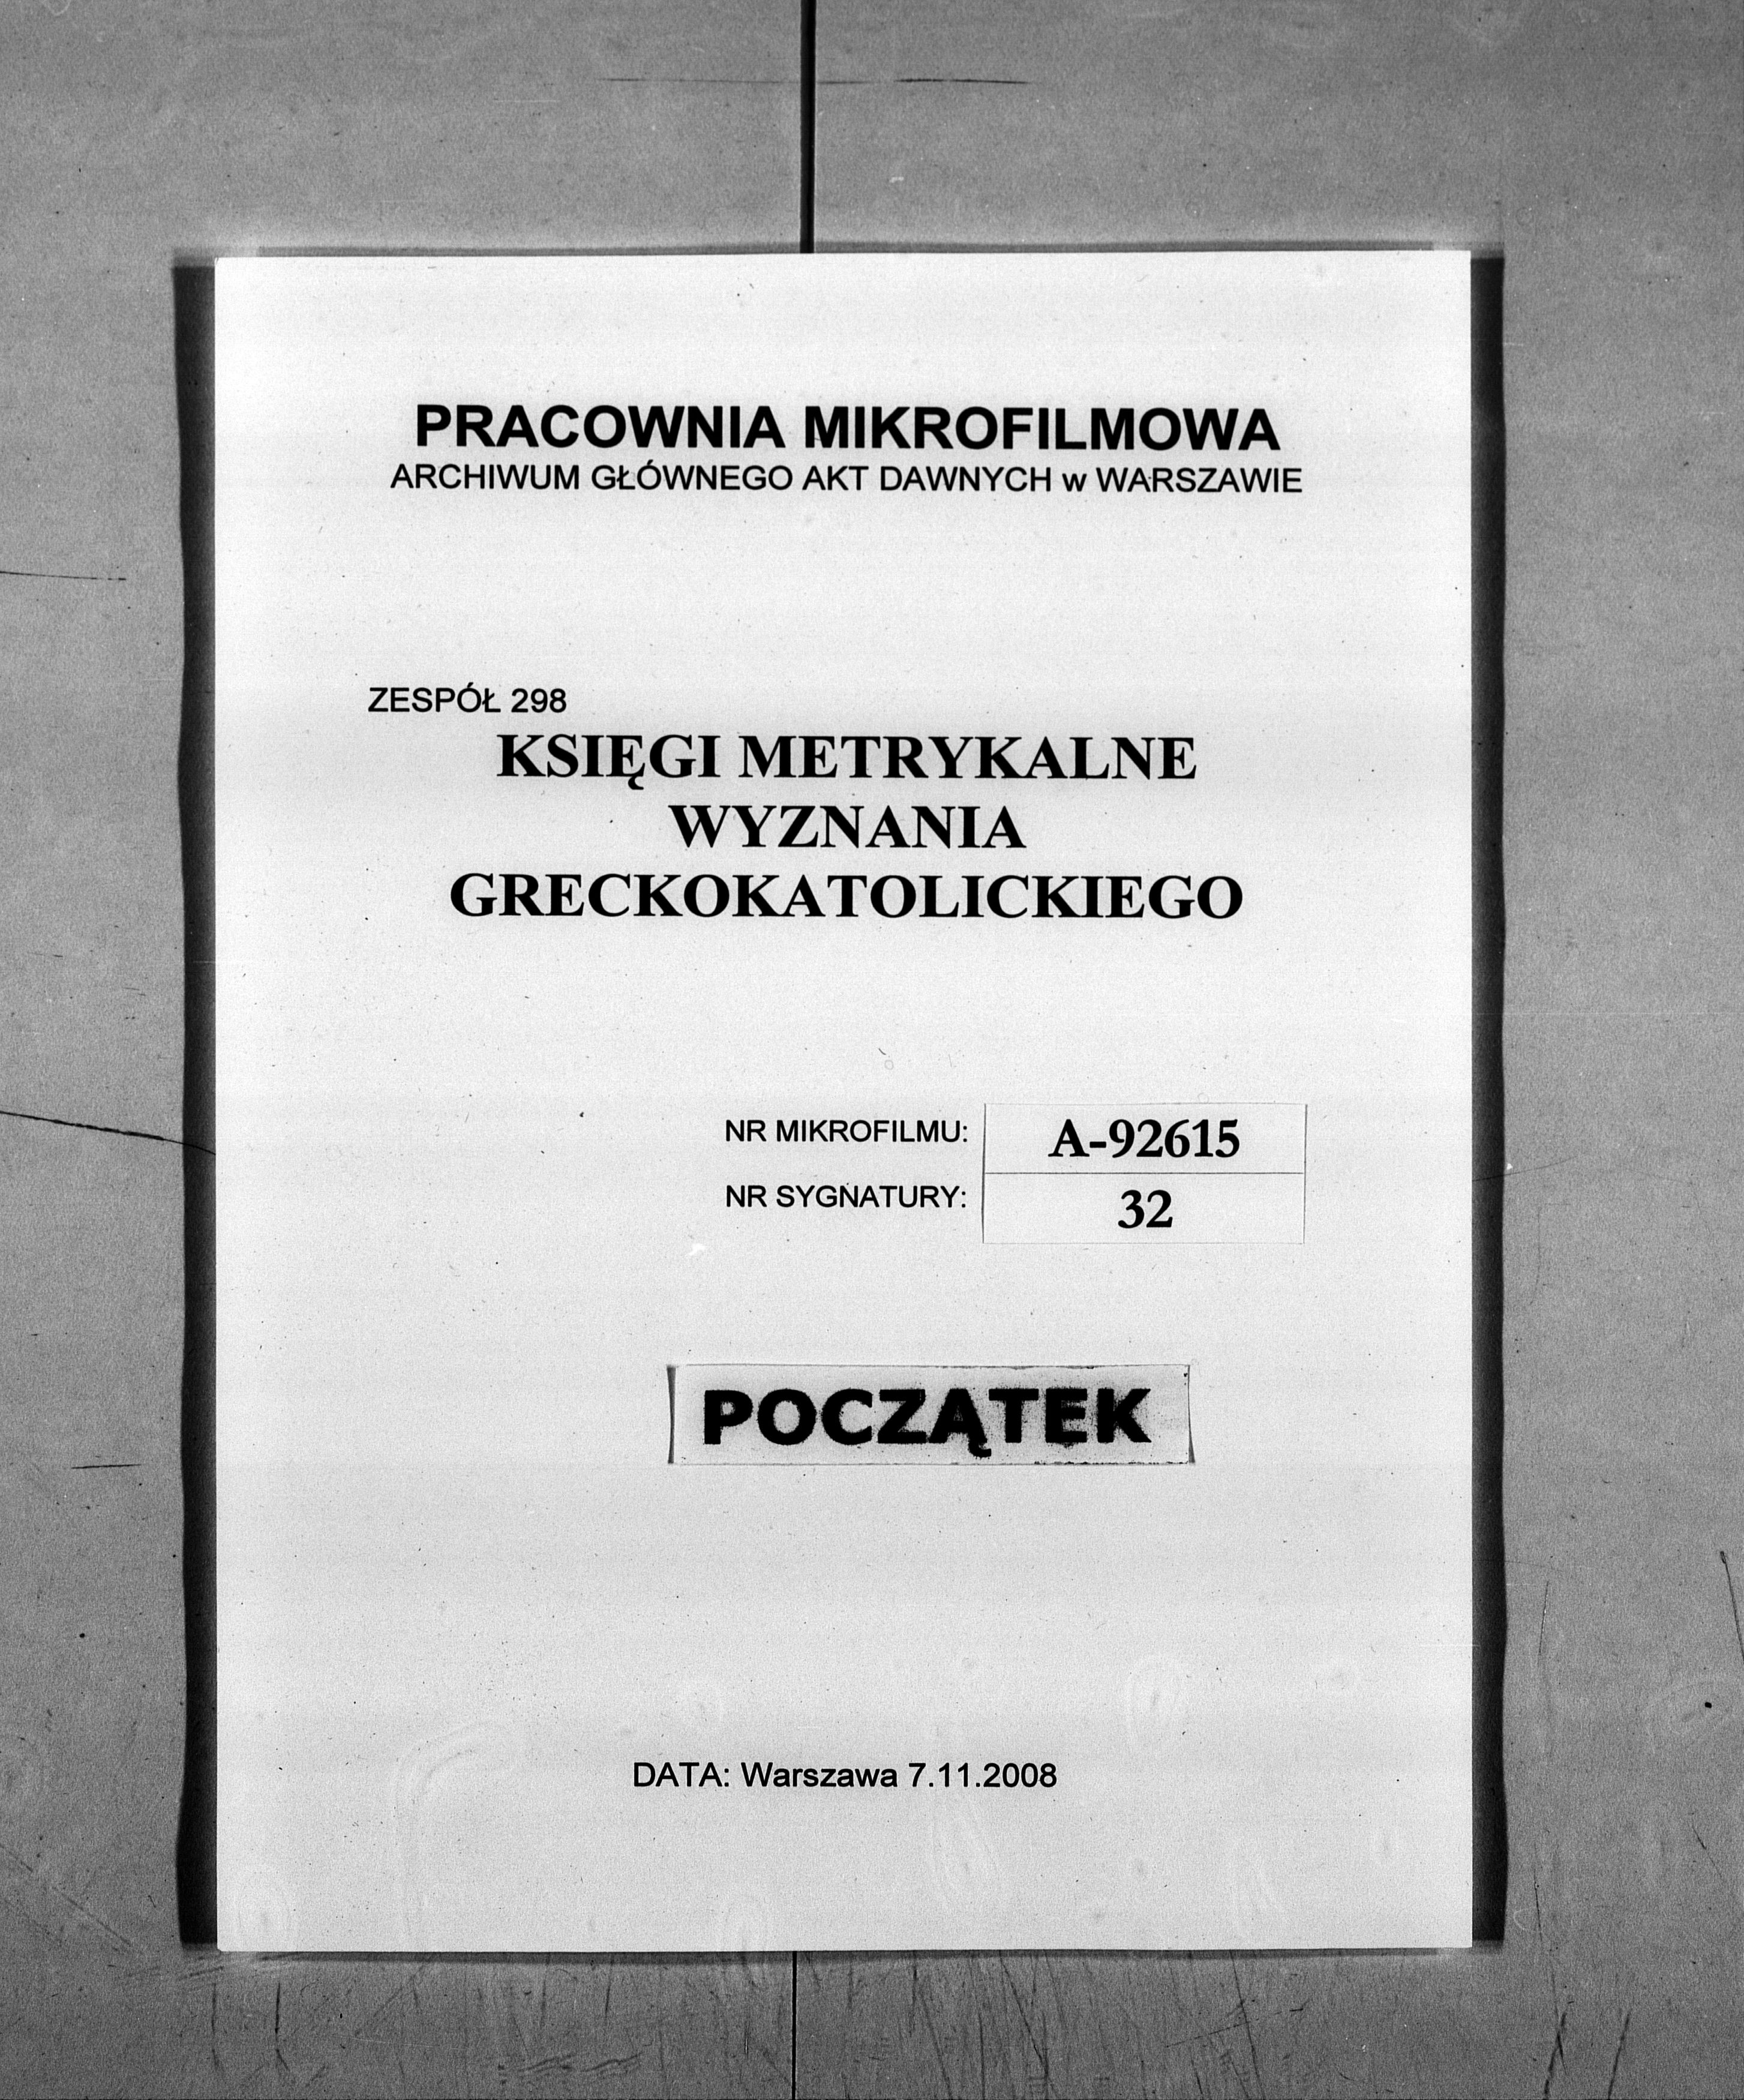 PRACOWNIA MIKROFILMOWA
ARCHIWUM GŁÓWNEGO AKT DAWNYCH w WARSZAWIE
ZESPÓŁ 298
KSIĘGI METRYKALNE
WYZNANIA
GRECKOKATOLICKIEGO
NR MIKROFILMU: A-92615
NR SYGNATURY: 32
POCZĄTEK
DATA: Warszawa 7.11.2008